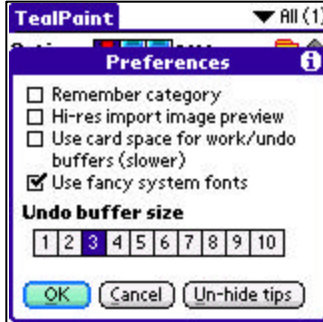 TealPaint All (1)
Preferences i
Remember category
Hi-res import image preview
Use card space for work/undo
buffers (slower)
Use fancy system fonts
Undo buffer size
1 2 3 4 5 6 7 8 9 10
OK Cancel Un-hide tips